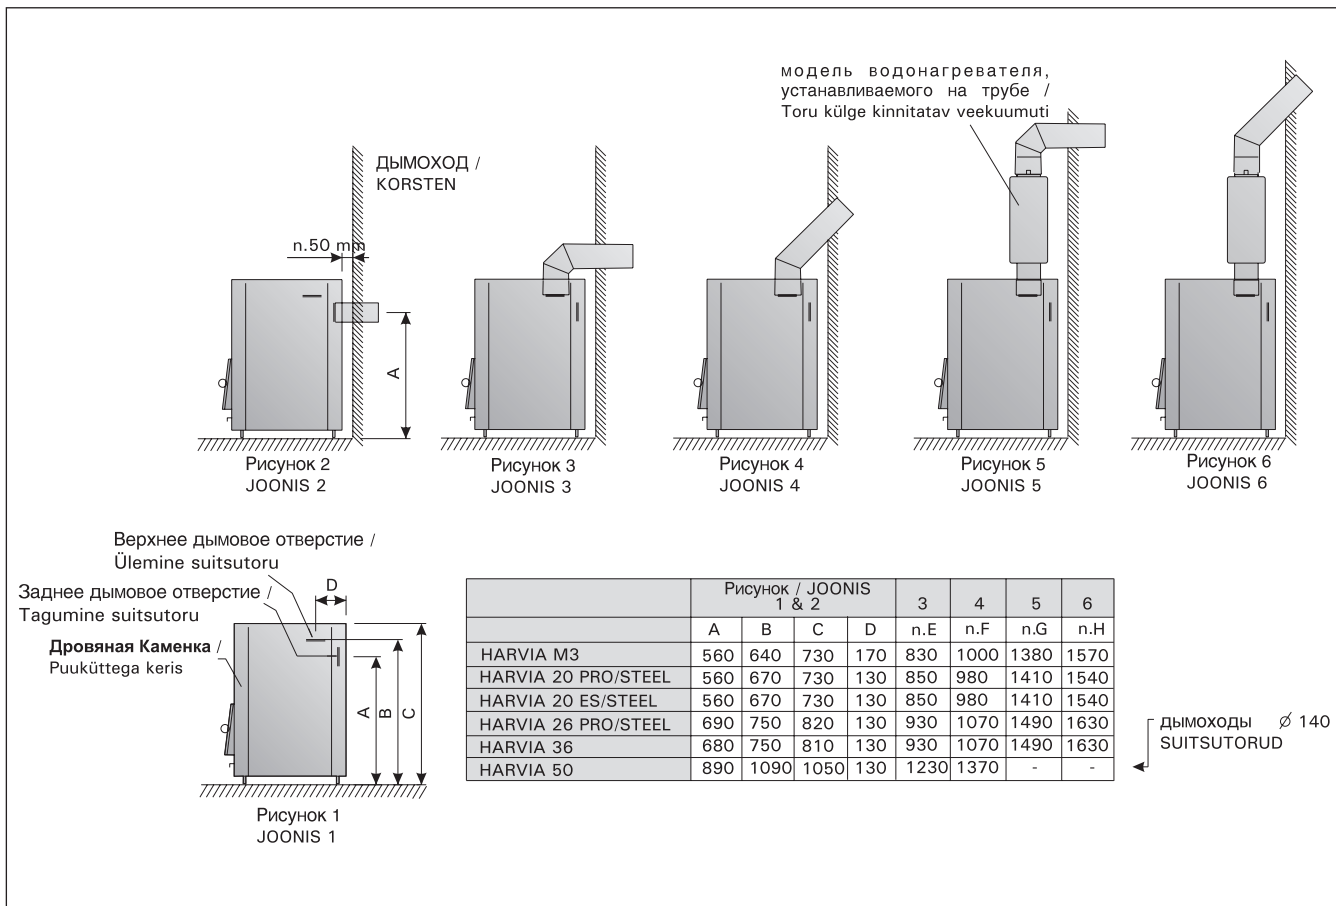 модель водонагревателя,
устанавливаемого на трубе /
Toru külge kinnitatav veekuumuti
ДЫМОХОД /
KORSTEN
n.50 mm
A
Рисунок 2
JOONIS 2
Рисунок 3
JOONIS 3
Рисунок 4
JOONIS 4
Рисунок 5
JOONIS 5
Рисунок 6
JOONIS 6
Верхнее дымовое отверстие /
Ülemine suitsutoru
Заднее дымовое отверстие /
Tagumine suitsutoru
Дровяная Каменка /
Puuküttega keris
D
A
B
C
Рисунок 1
JOONIS 1
Рисунок / JOONIS
1 & 2 3 4 5 6
A B C D n.E n.F n.G n.H
HARVIA M3 560 640 730 170 830 1000 1380 1570
HARVIA 20 PRO/STEEL 560 670 730 130 850 980 1410 1540
HARVIA 20 ES/STEEL 560 670 730 130 850 980 1410 1540
HARVIA 26 PRO/STEEL 690 750 820 130 930 1070 1490 1630
HARVIA 36 680 750 810 130 930 1070 1490 1630
HARVIA 50 890 1090 1050 130 1230 1370 - -
дымоходы ∅ 140
SUITSUTORUD